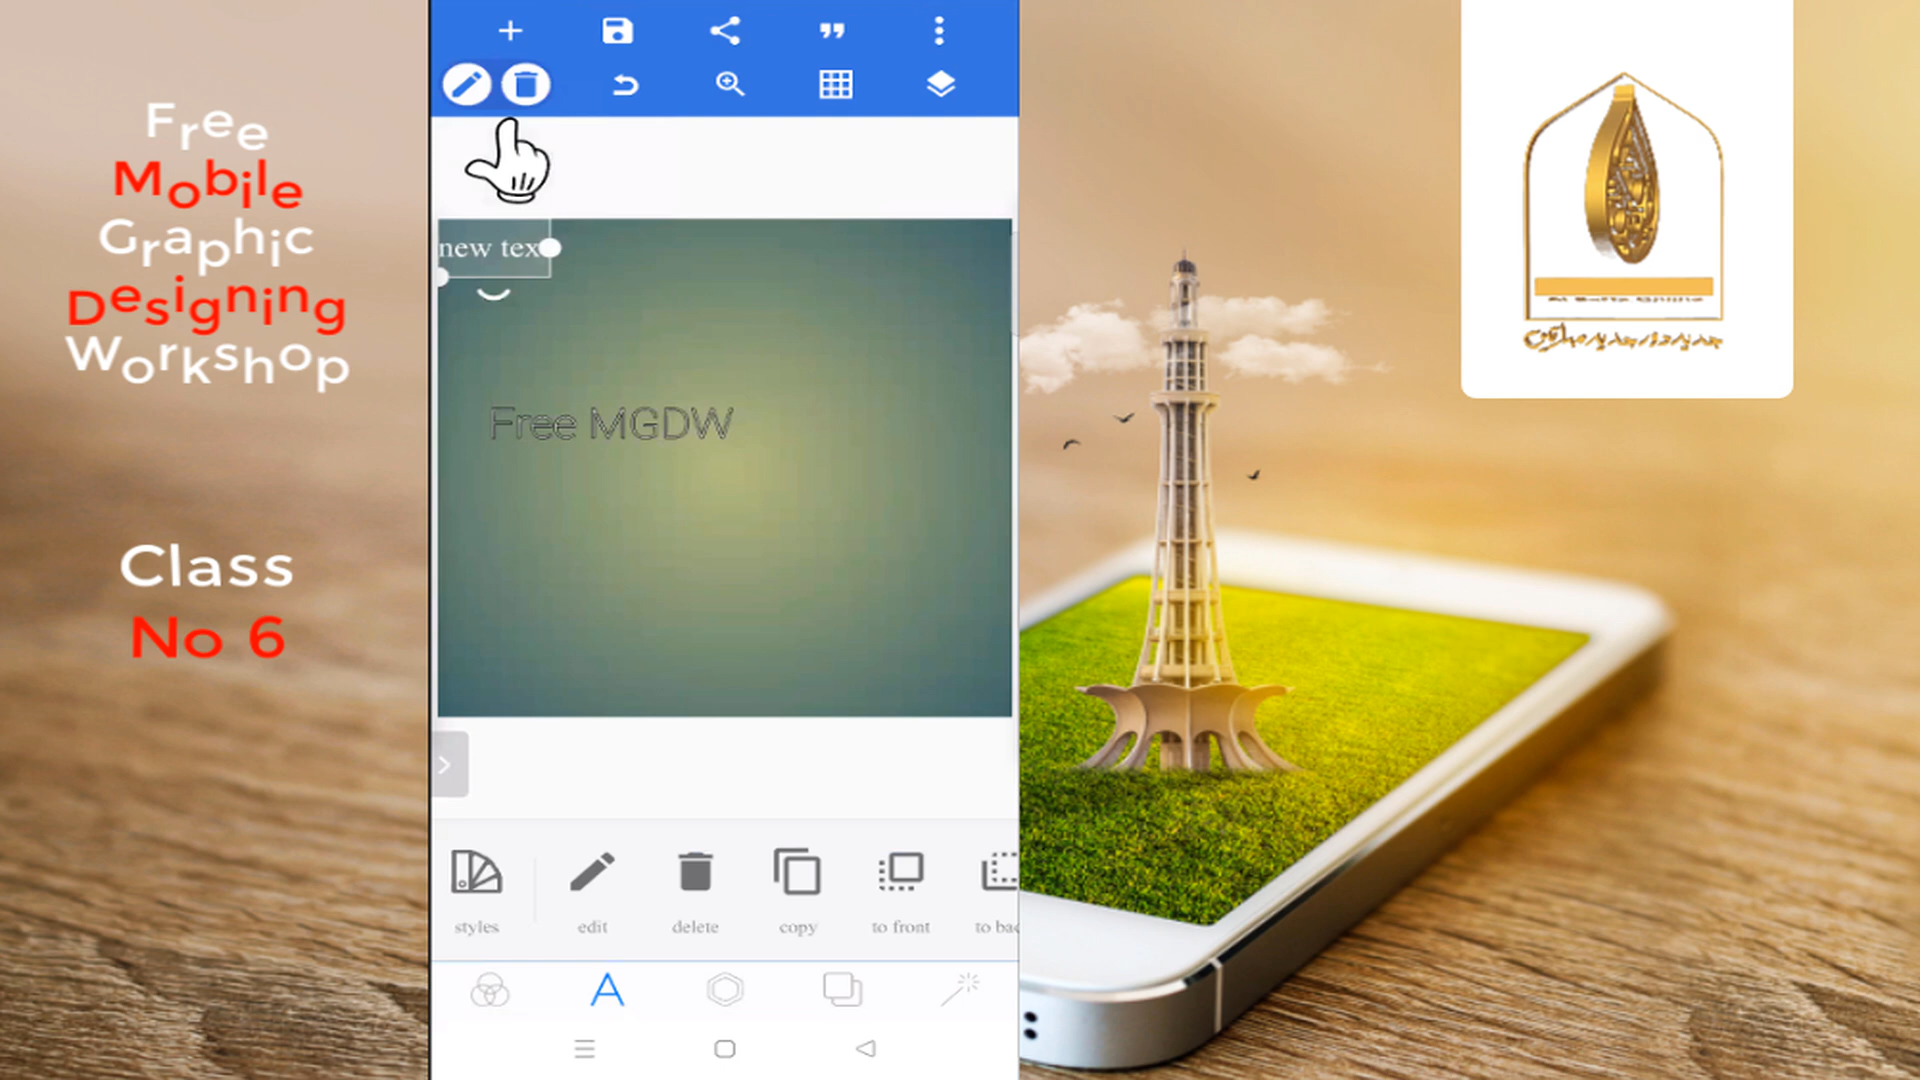 Free
Mobile
Graphic
Designing
Workshop
Class
No 6
new tex
Free MGDW
styles
edit
delete
copy
to front
to bac